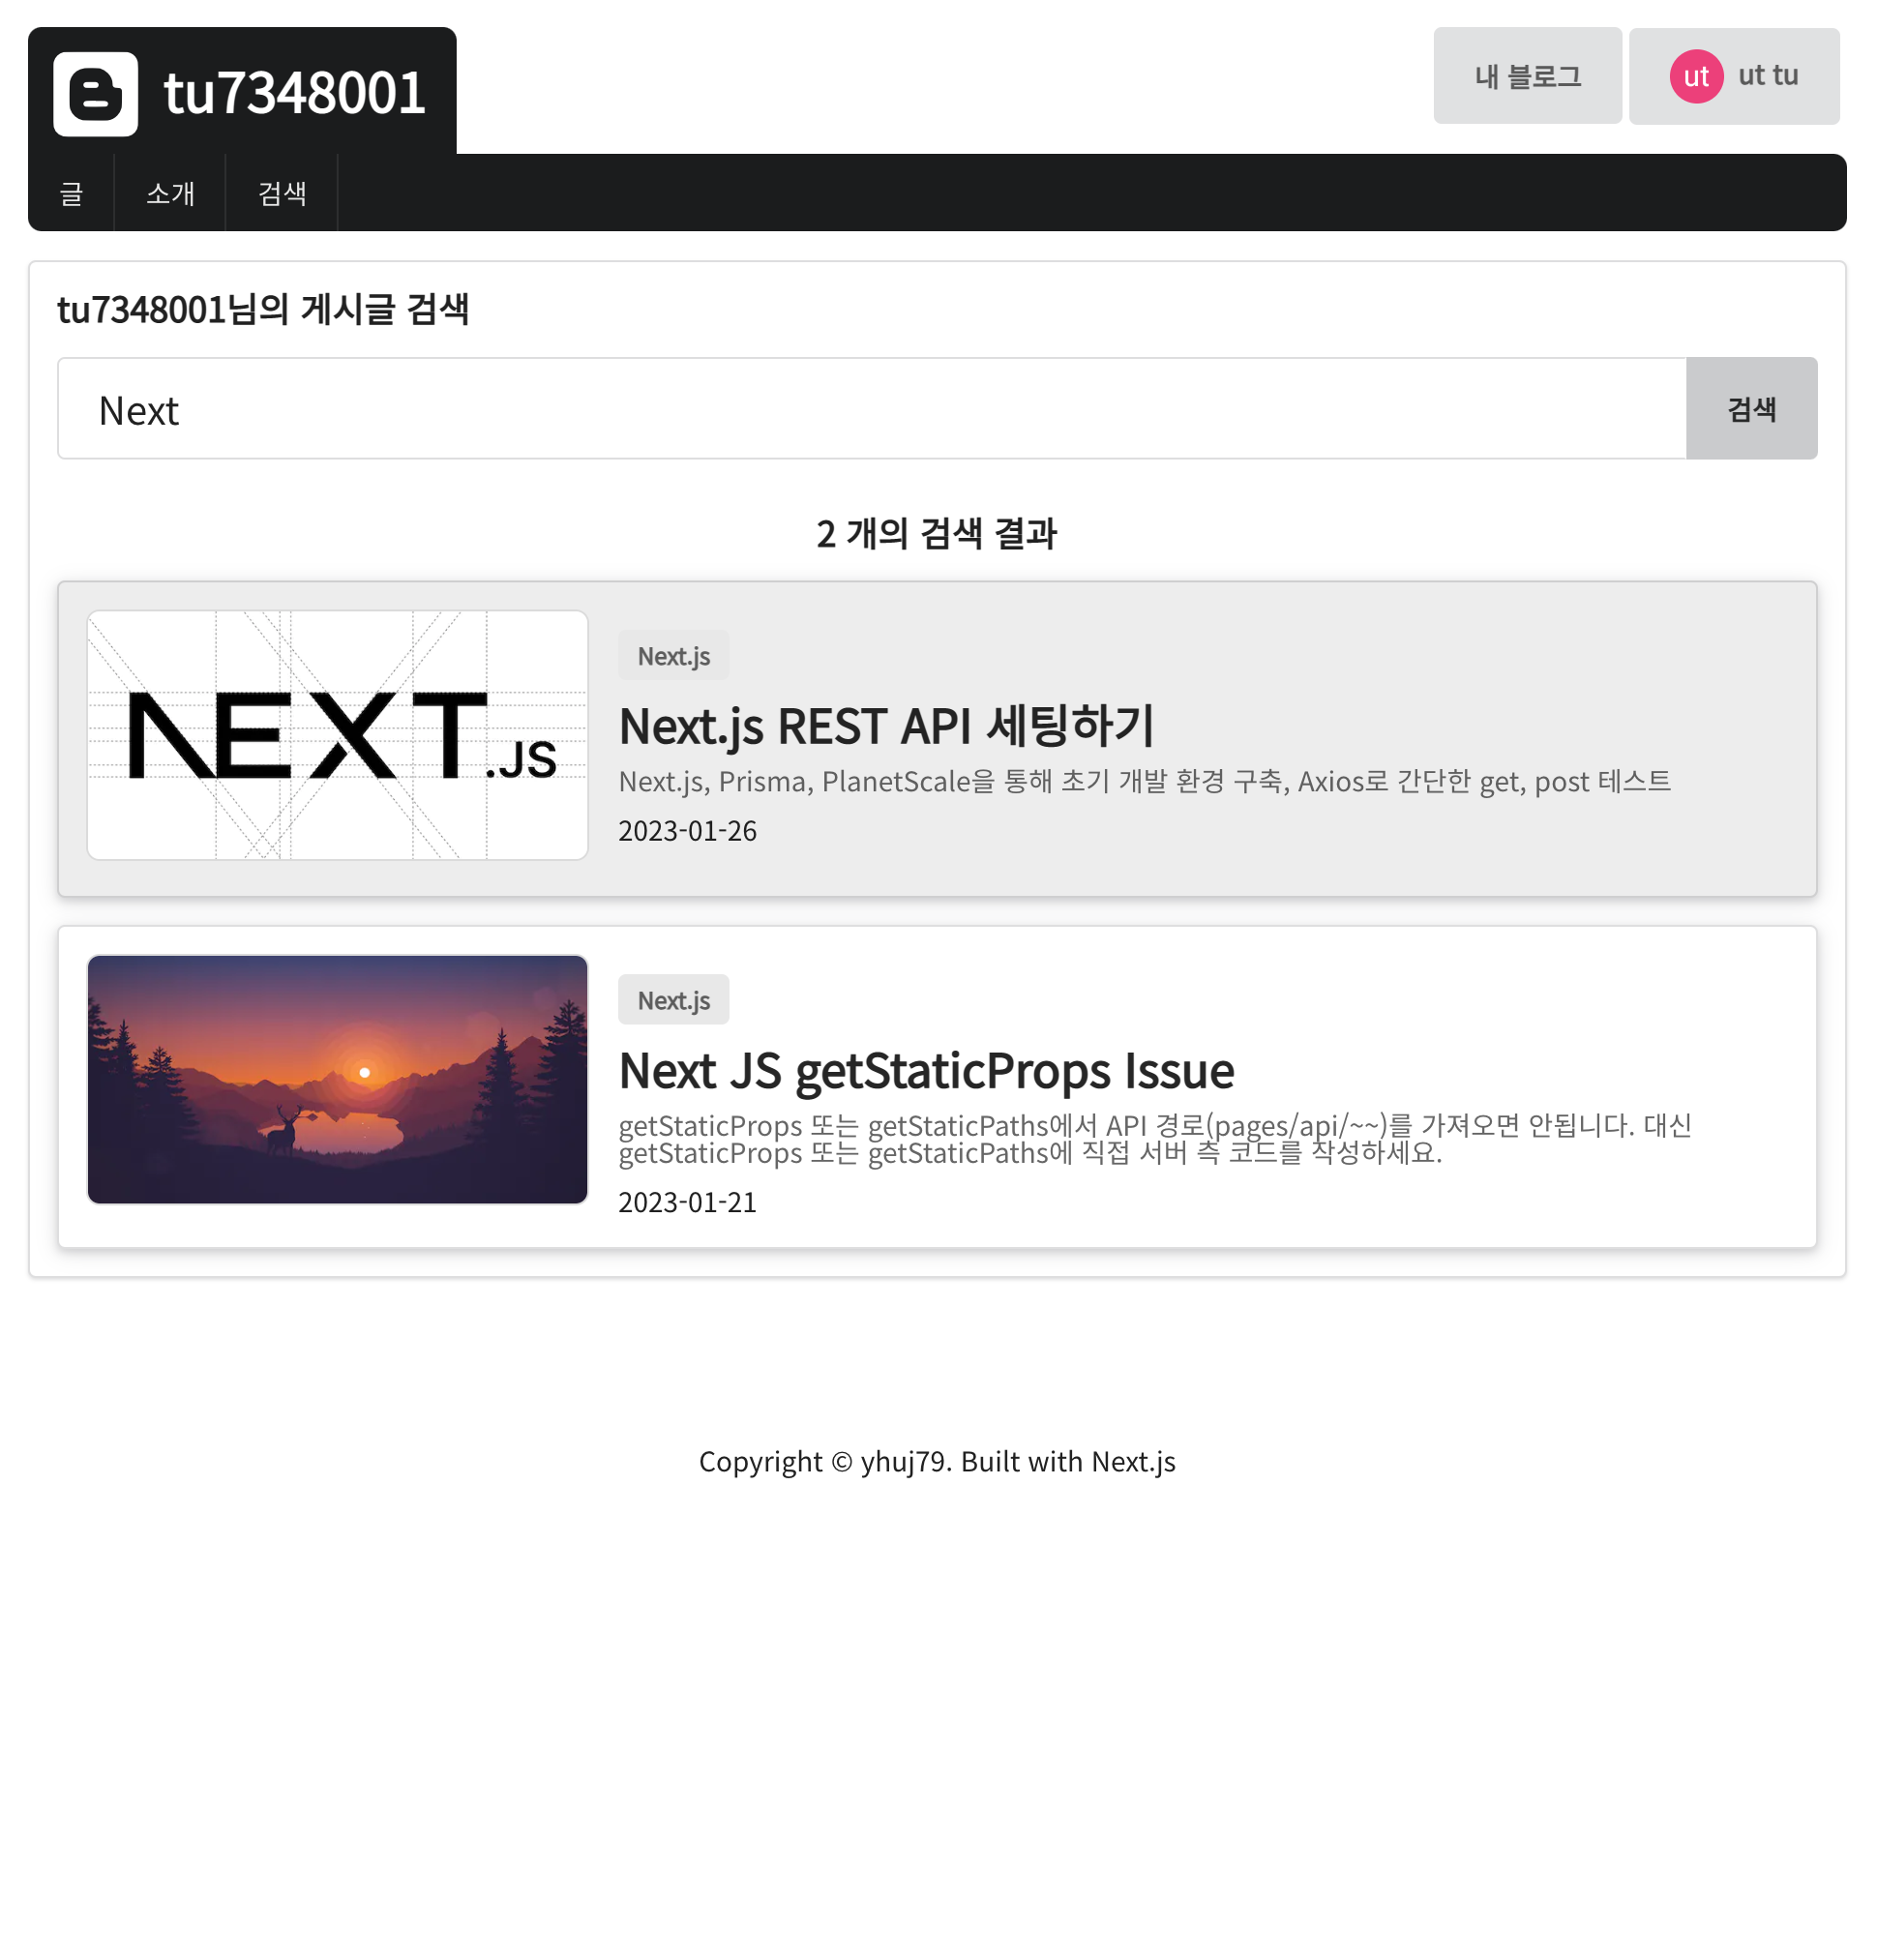 tu7348001
내 블로그
ut
ut tu
글
소개
검색
tu7348001님의 게시글 검색
Next
검색
2 개의 검색 결과
NEXT.JS
Next.js
Next.js REST API 세팅하기
Next.js, Prisma, PlanetScale을 통해 초기 개발 환경 구축, Axios로 간단한 get, post 테스트
2023-01-26
Next.js
Next JS getStaticProps Issue
getStaticProps 또는 getStaticPaths에서 API 경로(pages/api/~~)를 가져오면 안됩니다. 대신
getStaticProps 또는 getStaticPaths에 직접 서버 측 코드를 작성하세요.
2023-01-21
Copyright © yhuj79. Built with Next.js